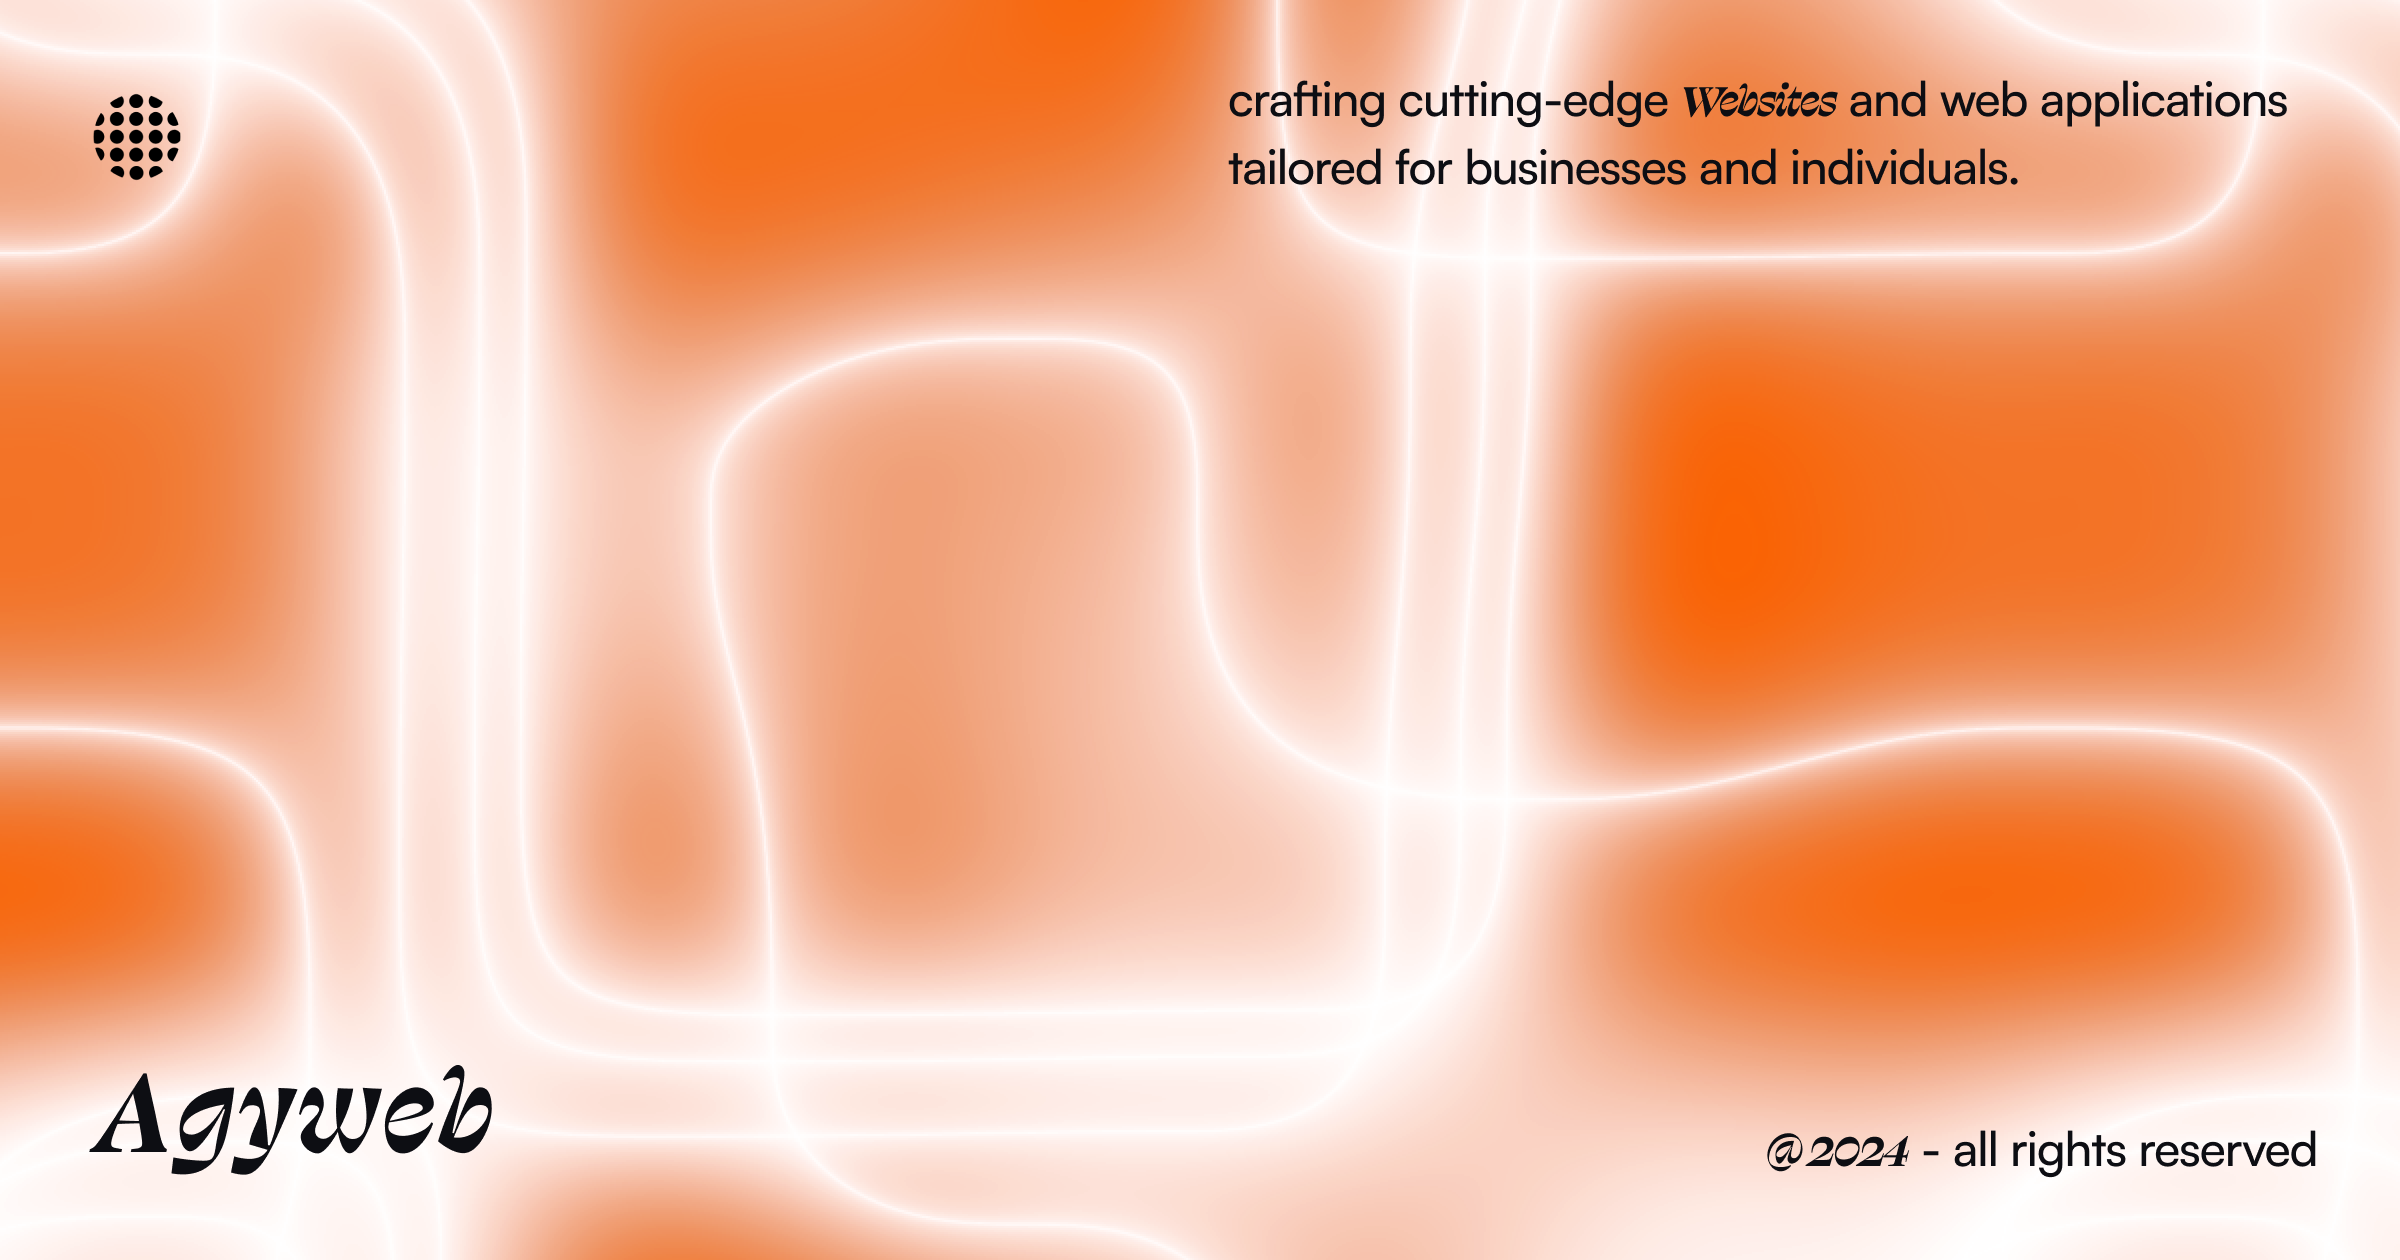 crafting cutting-edge Websites and web applications
tailored for businesses and individuals.
Agyweb
@2024 - all rights reserved